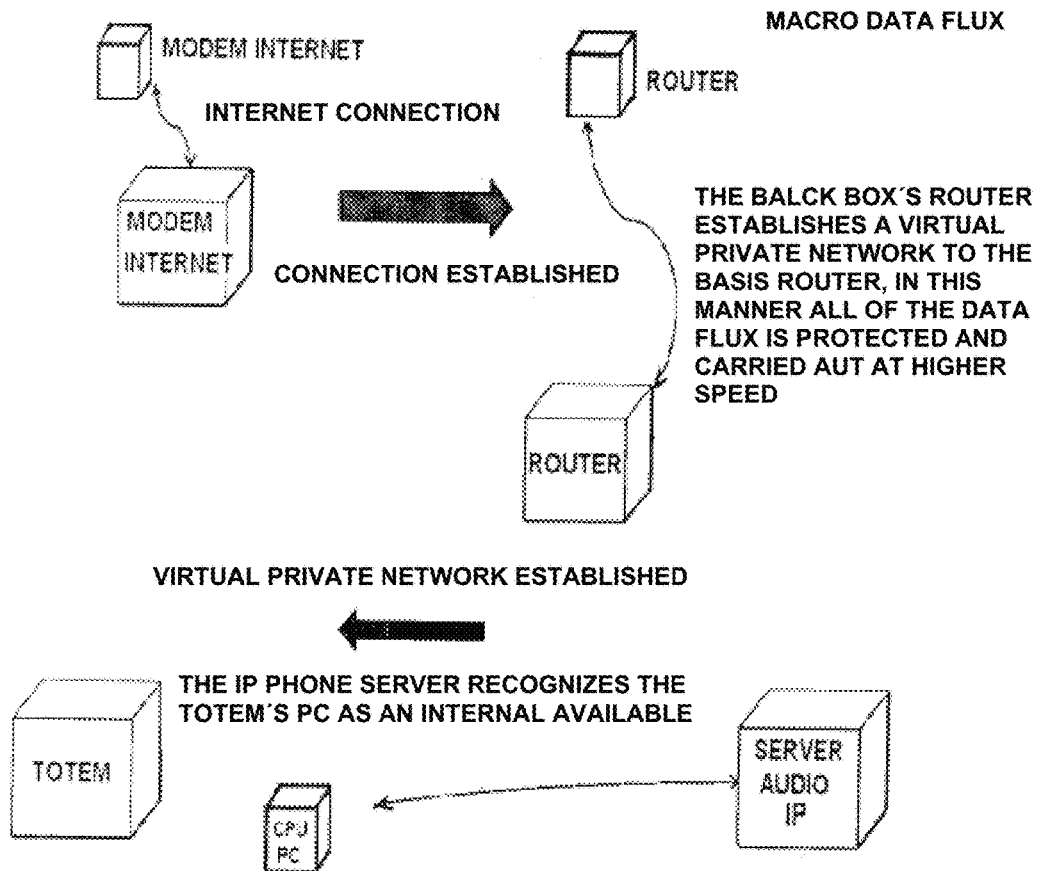 MACRO DATA FLUX
MODEM INTERNET
ROUTER
INTERNET CONNECTION
MODEM
INTERNET
CONNECTION ESTABLISHED
THE BALCK BOX´S ROUTER
ESTABLISHES A VIRTUAL
PRIVATE NETWORK TO THE
BASIS ROUTER, IN THIS
MANNER ALL OF THE DATA
FLUX IS PROTECTED AND
CARRIED AUT AT HIGHER
SPEED
ROUTER
VIRTUAL PRIVATE NETWORK ESTABLISHED
THE IP PHONE SERVER RECOGNIZES THE
TOTEM´S PC AS AN INTERNAL AVAILABLE
TOTEM
CPU
PC
SERVER
AUDIO
IP